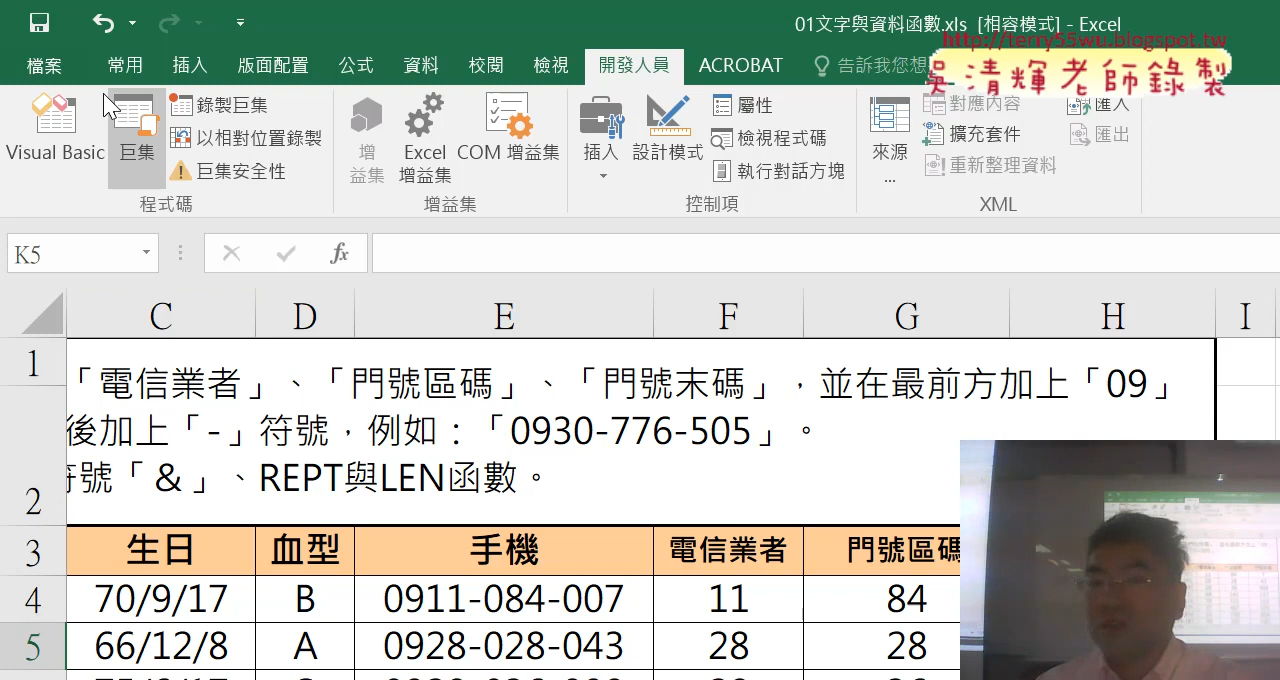 01文字與資料函數.xls [相容模式] - Excel
http://terry55wu.blogspot.tw
吳清輝老師錄製
檔案 常用 插入 版面配置 公式 資料 校閱 檢視 開發人員 ACROBAT 告訴我您想
Visual Basic 巨集 錄製巨集 以相對位置錄製 巨集安全性
增益集 Excel 增益集 COM 增益集
插入 設計模式 屬性 檢視程式碼 執行對話方塊
來源... 對應內容 擴充套件 重新整理資料 匯入 匯出
程式碼 增益集 控制項 XML
K5 fx
C D E F G H I
1 「電信業者」、「門號區碼」、「門號末碼」，並在最前方加上「09」
後加上「-」符號，例如：「0930-776-505」。
2 符號「&」、REPT與LEN函數。
3 生日 血型 手機 電信業者 門號區碼
4 70/9/17 B 0911-084-007 11 84
5 66/12/8 A 0928-028-043 28 28